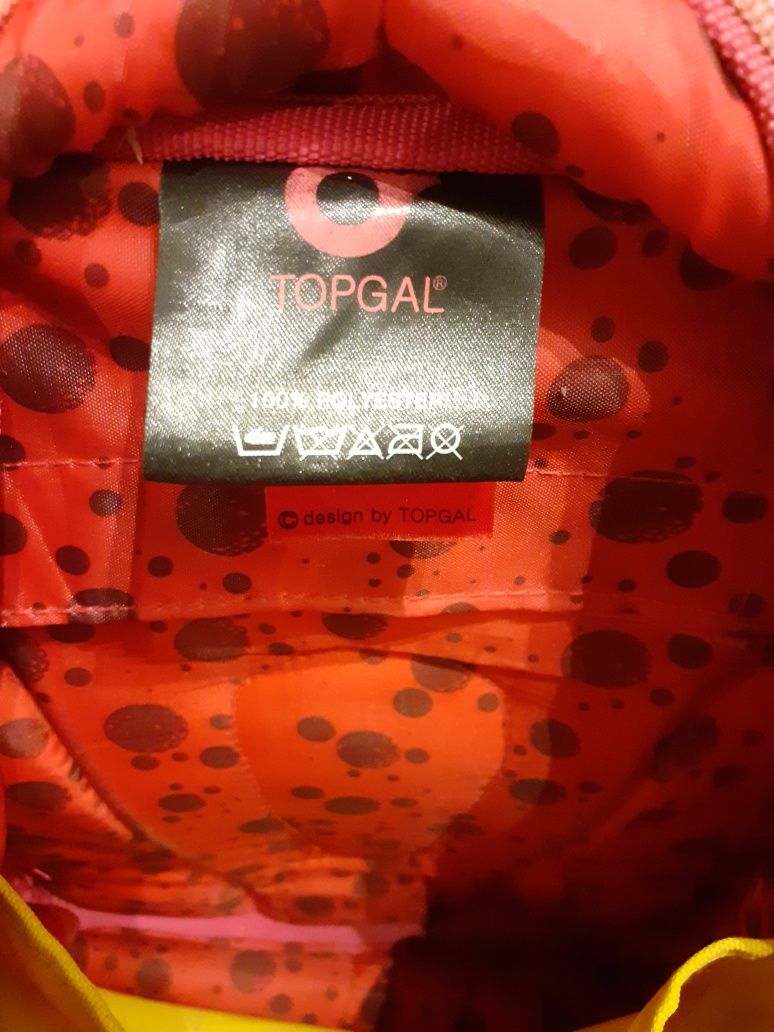 TOPGAL®
100% POLYESTER
© design by TOPGAL